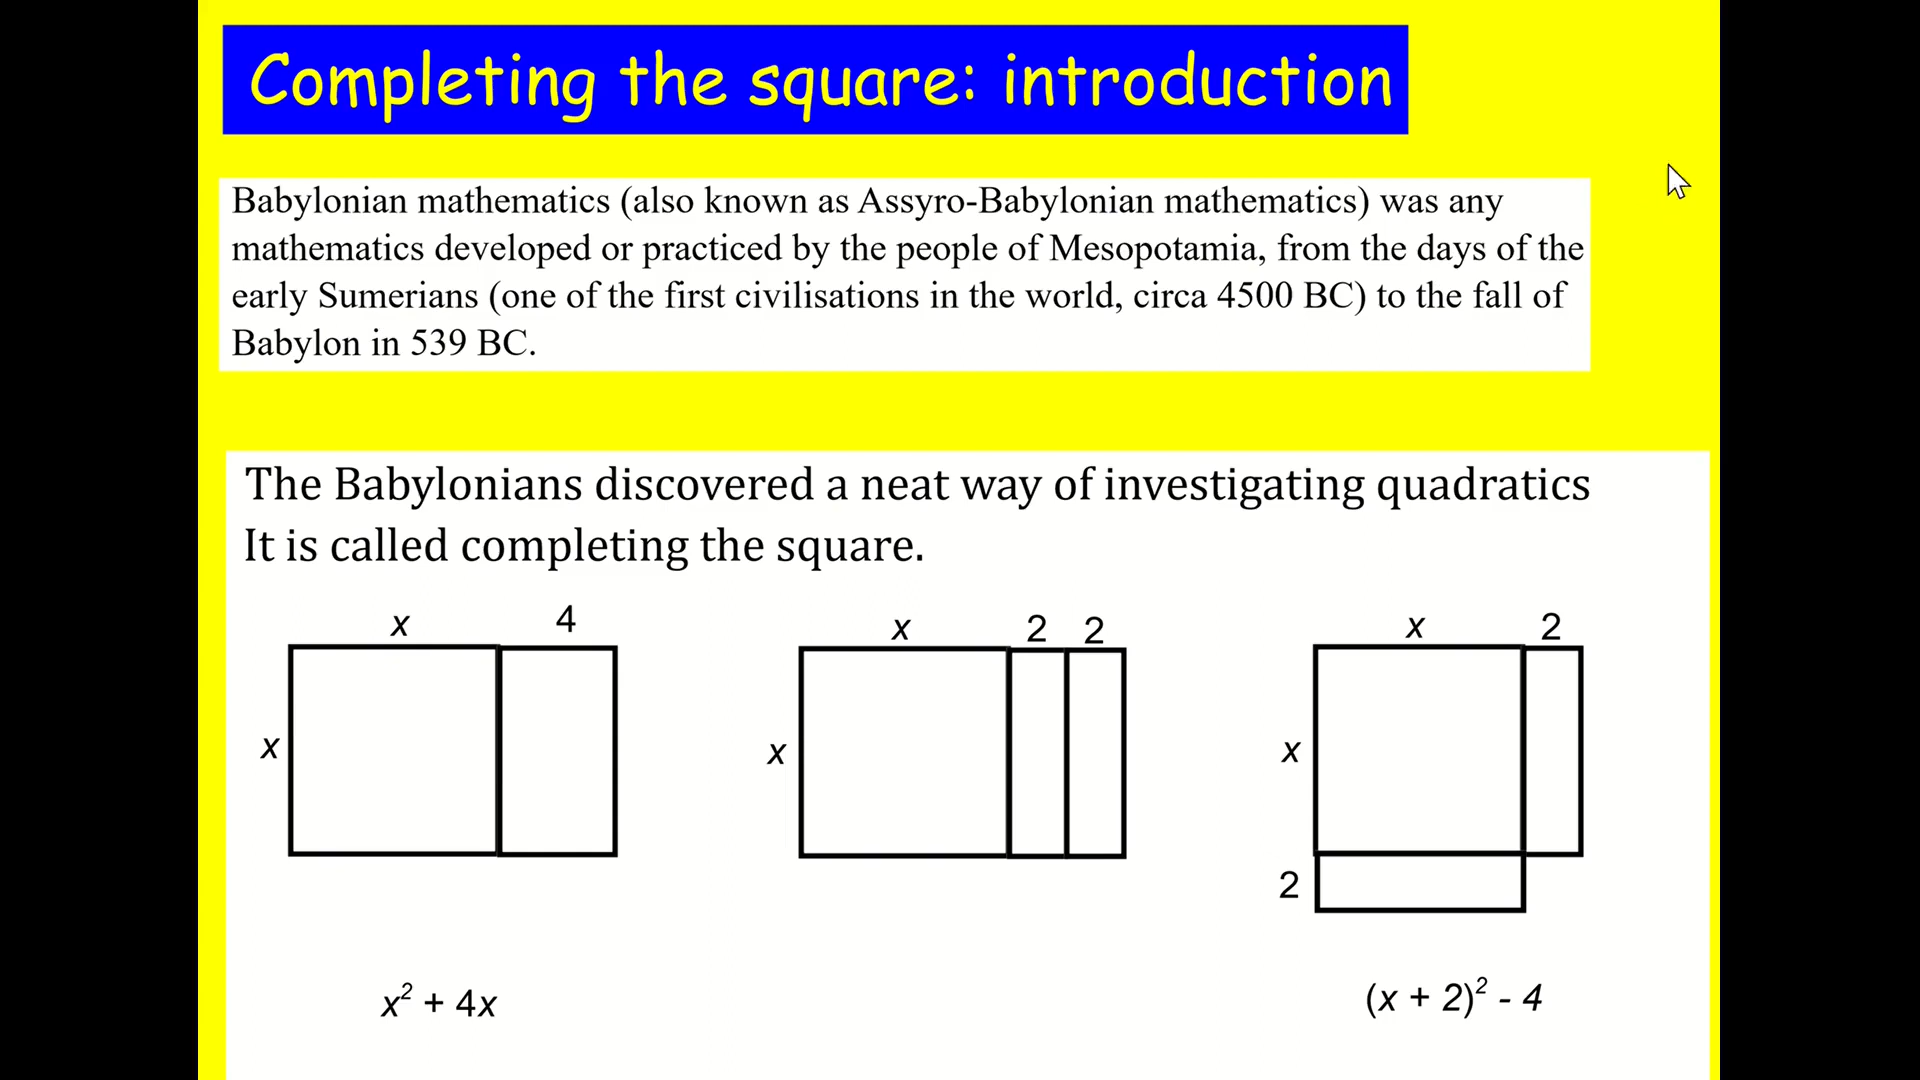 Completing the square: introduction
Babylonian mathematics (also known as Assyro-Babylonian mathematics) was any
mathematics developed or practiced by the people of Mesopotamia, from the days of the
early Sumerians (one of the first civilisations in the world, circa 4500 BC) to the fall of
Babylon in 539 BC.
The Babylonians discovered a neat way of investigating quadratics
It is called completing the square.
x 4
x
x 2 2
x
x 2
x
2
x² + 4x
(x + 2)² - 4